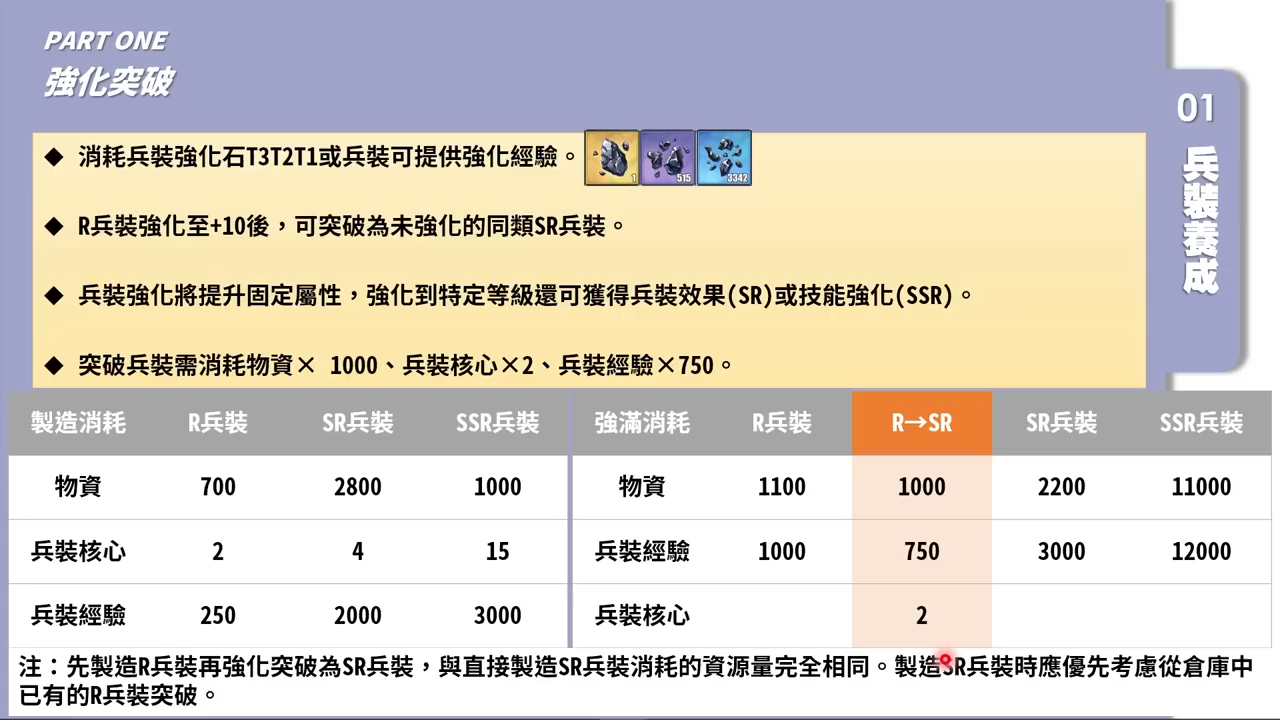 PART ONE
強化突破
01
兵裝養成
◆ 消耗兵裝強化石T3T2T1或兵裝可提供強化經驗。
1 515 3342
◆ R兵裝強化至+10後，可突破為未強化的同類SR兵裝。
◆ 兵裝強化將提升固定屬性，強化到特定等級還可獲得兵裝效果(SR)或技能強化(SSR)。
◆ 突破兵裝需消耗物資× 1000、兵裝核心×2、兵裝經驗×750。
製造消耗 R兵裝 SR兵裝 SSR兵裝 強滿消耗 R兵裝 R→SR SR兵裝 SSR兵裝
物資 700 2800 1000 物資 1100 1000 2200 11000
兵裝核心 2 4 15 兵裝經驗 1000 750 3000 12000
兵裝經驗 250 2000 3000 兵裝核心 2
注：先製造R兵裝再強化突破為SR兵裝，與直接製造SR兵裝消耗的資源量完全相同。製造SR兵裝時應優先考慮從倉庫中
已有的R兵裝突破。